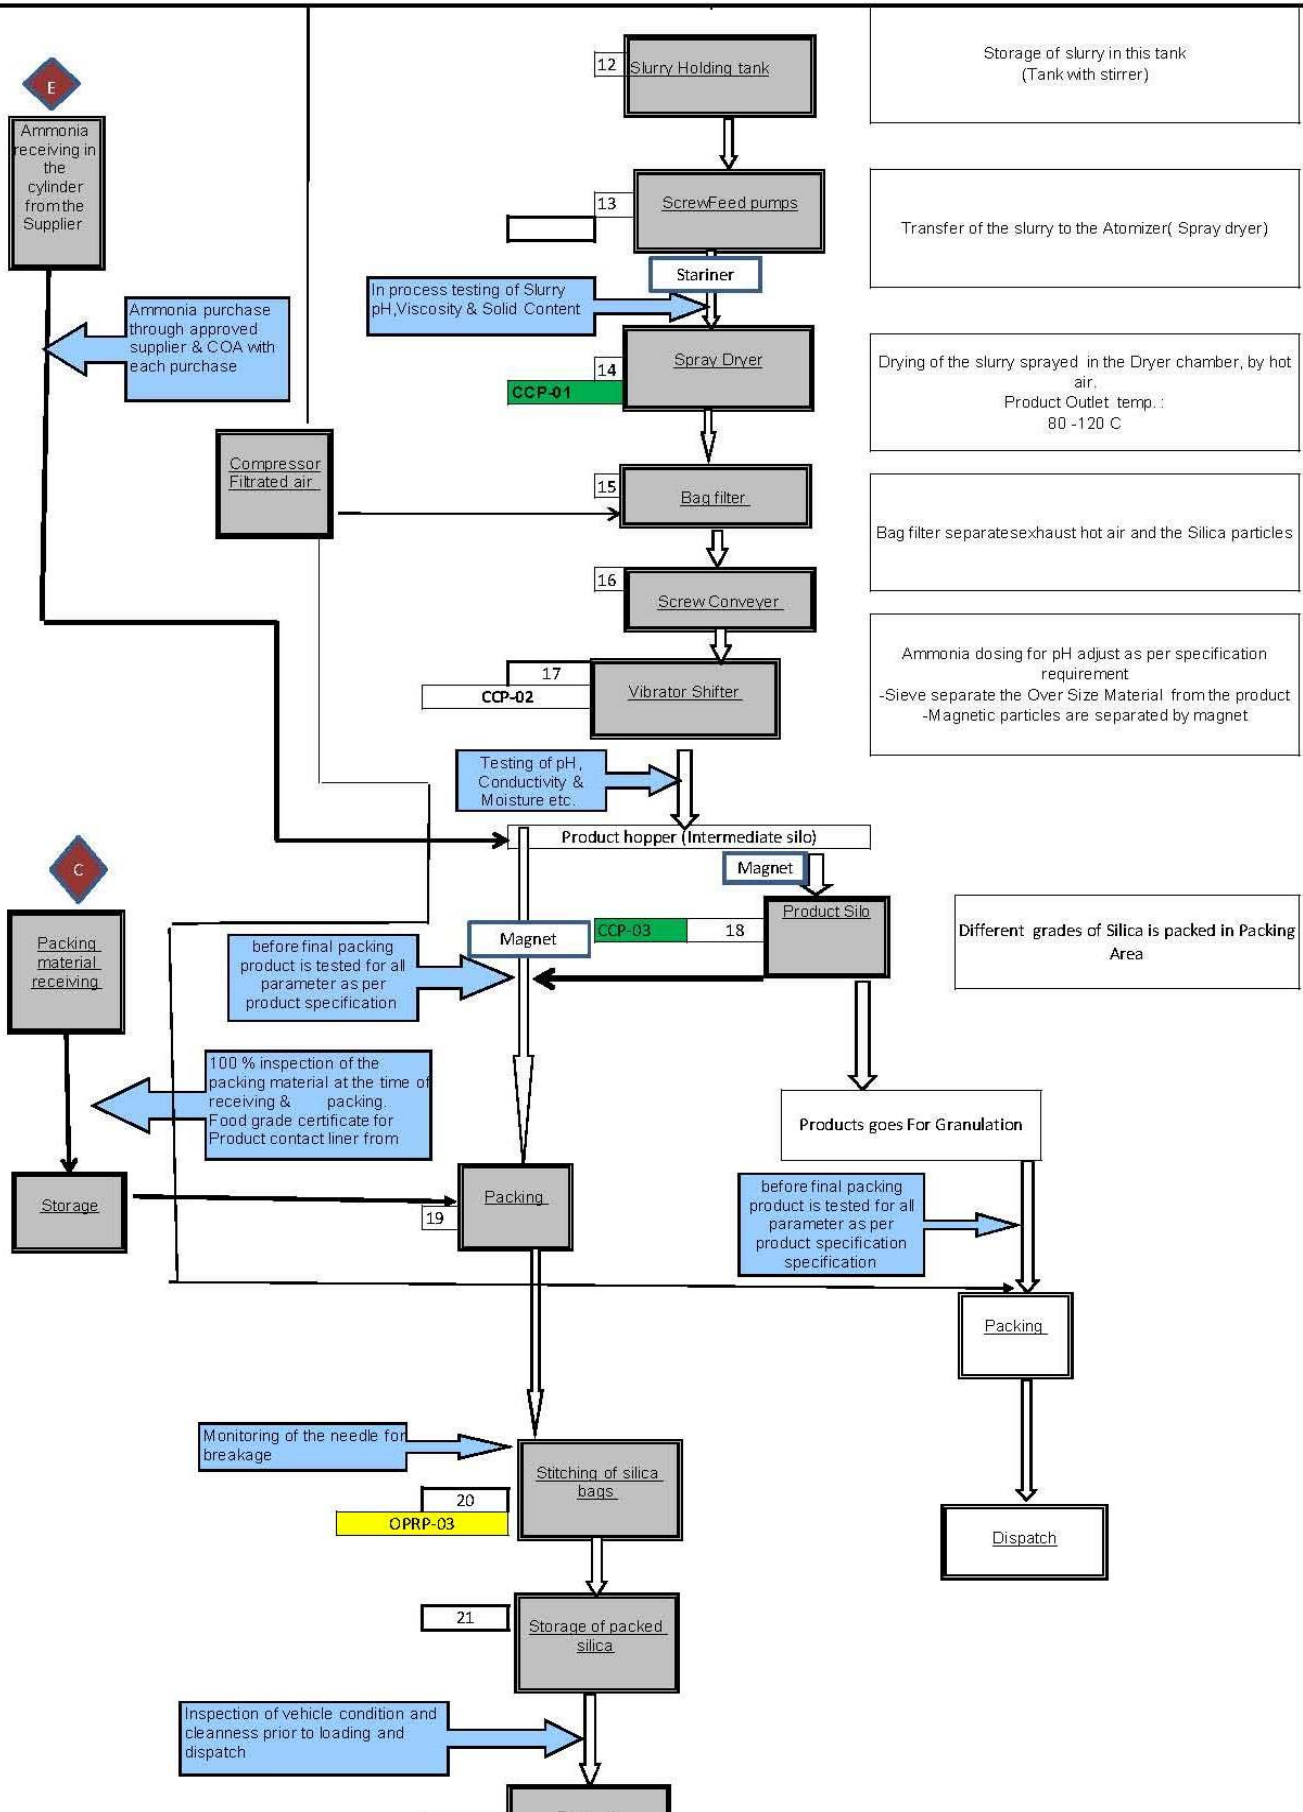 12
Slurry Holding tank
Storage of slurry in this tank
(Tank with stirrer)
E
Ammonia
receiving in
the
cylinder
from the
Supplier
13
ScrewFeed pumps
Transfer of the slurry to the Atomizer( Spray dryer)
Stariner
In process testing of Slurry
pH,Viscosity & Solid Content
Ammonia purchase
through approved
supplier & COA with
each purchase
14
CCP-01
Spray Dryer
Drying of the slurry sprayed in the Dryer chamber, by hot
air.
Product Outlet temp. :
80 -120 C
Compressor
Filtrated air
15
Bag filter
Bag filter separatesexhaust hot air and the Silica particles
16
Screw Conveyer
17
CCP-02
Vibrator Shifter
Ammonia dosing for pH adjust as per specification
requirement
-Sieve separate the Over Size Material from the product
-Magnetic particles are separated by magnet
Testing of pH,
Conductivity &
Moisture etc.
Product hopper (Intermediate silo)
Magnet
C
Packing
material
receiving
Magnet
CCP-03
18
Product Silo
Different grades of Silica is packed in Packing
Area
before final packing
product is tested for all
parameter as per
product specification
100 % inspection of the
packing material at the time of
receiving & packing.
Food grade certificate for
Product contact liner from
Products goes For Granulation
Storage
19
Packing
before final packing
product is tested for all
parameter as per
product specification
specification
Packing
Monitoring of the needle for
breakage
Stitching of silica
bags
20
OPRP-03
Dispatch
21
Storage of packed
silica
Inspection of vehicle condition and
cleanness prior to loading and
dispatch